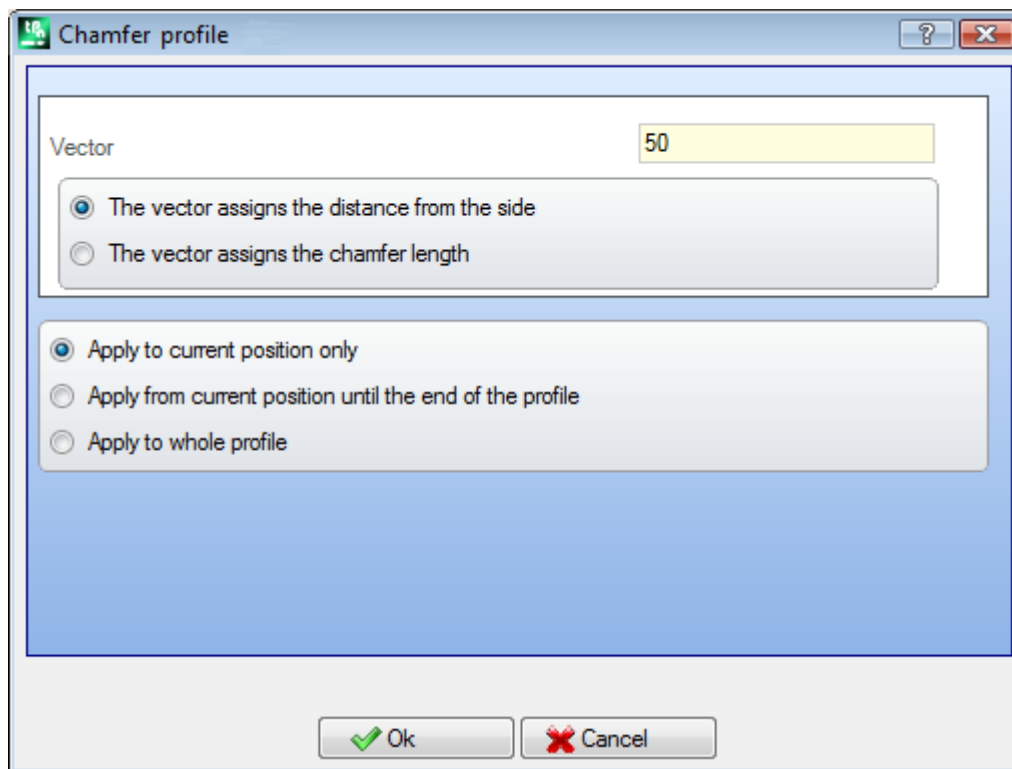 Chamfer profile
Vector 50
The vector assigns the distance from the side
The vector assigns the chamfer length
Apply to current position only
Apply from current position until the end of the profile
Apply to whole profile
Ok Cancel